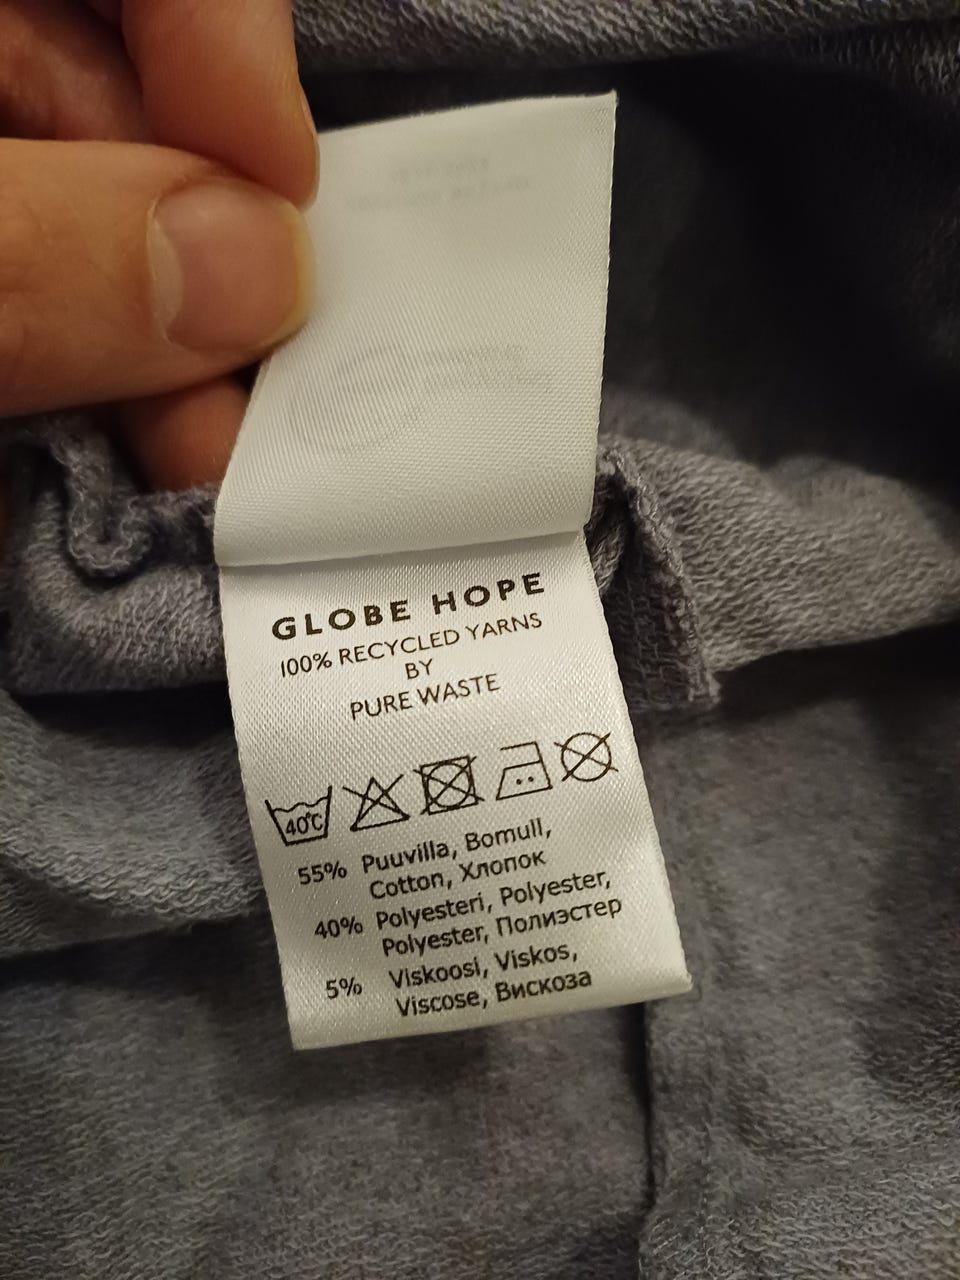 GLOBE HOPE
100% RECYCLED YARNS
BY
PURE WASTE
40°C
55% Puuvilla, Bomull,
Cotton, Хлопок
40% Polyesteri, Polyester,
Polyester, Полиэстер
5% Viskoosi, Viskos,
Viscose, Вискоза